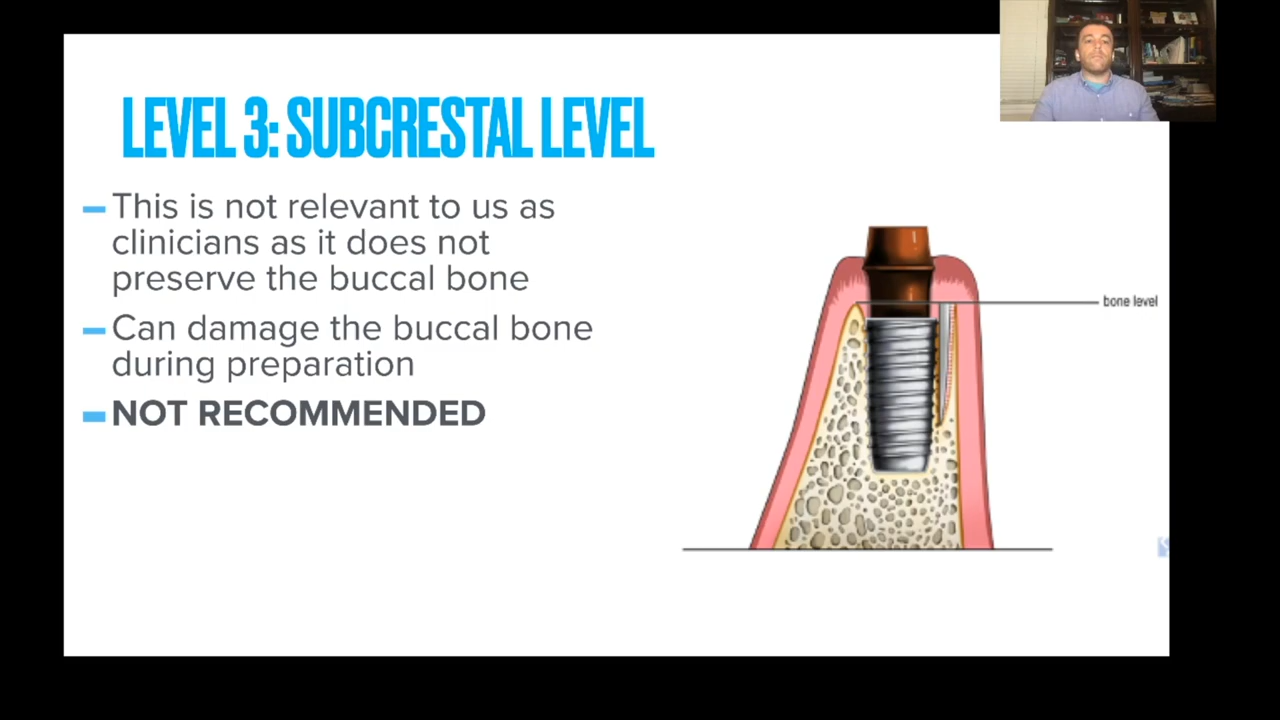 LEVEL 3: SUBCRESTAL LEVEL
This is not relevant to us as
clinicians as it does not
preserve the buccal bone
Can damage the buccal bone
during preparation
NOT RECOMMENDED
bone level